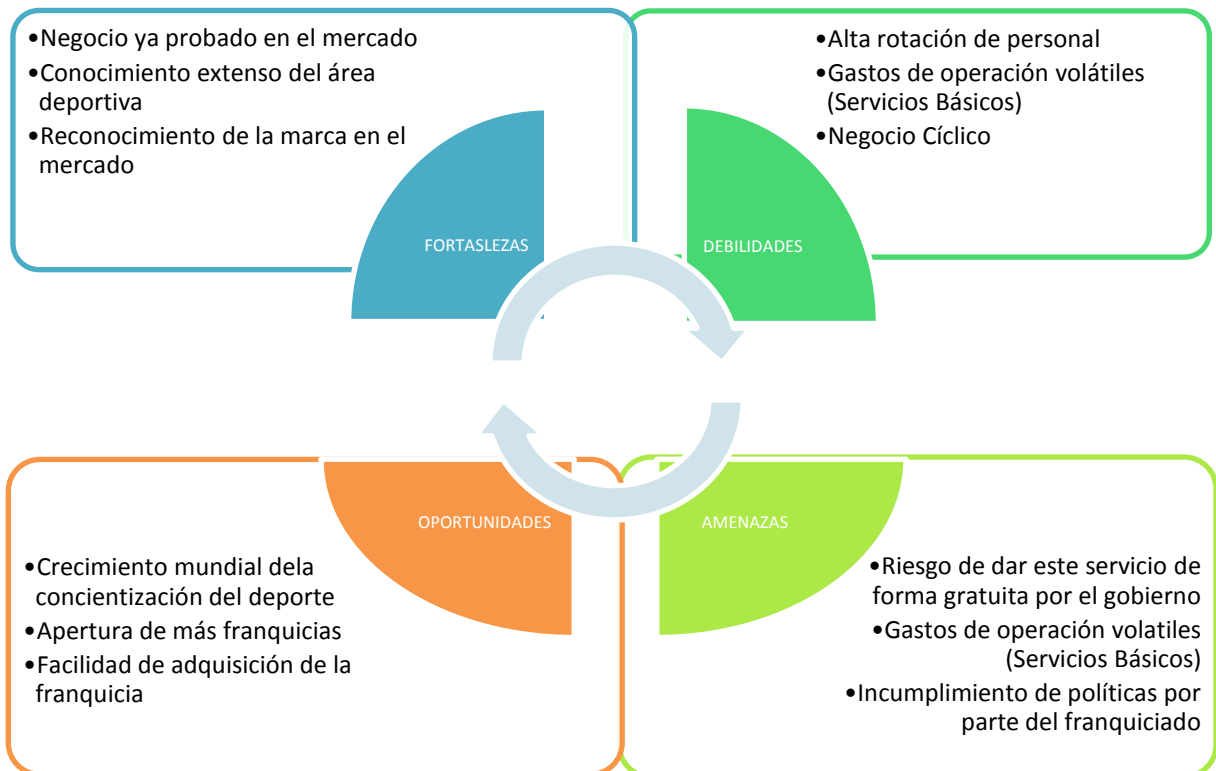 •Negocio ya probado en el mercado
•Conocimiento extenso del área
deportiva
•Reconocimiento de la marca en el
mercado
FORTASLEZAS
•Alta rotación de personal
•Gastos de operación volátiles
(Servicios Básicos)
•Negocio Cíclico
DEBILIDADES
OPORTUNIDADES
•Crecimiento mundial dela
concientización del deporte
•Apertura de más franquicias
•Facilidad de adquisición de la
franquicia
AMENAZAS
•Riesgo de dar este servicio de
forma gratuita por el gobierno
•Gastos de operación volatiles
(Servicios Básicos)
•Incumplimiento de políticas por
parte del franquiciado